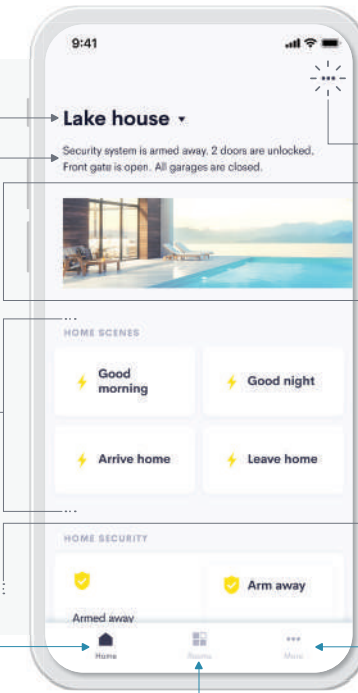 9:41
Lake house
Security system is armed away. 2 doors are unlocked.
Front gate is open. All garages are closed.
HOME SCENES
Good
morning
Good night
Arrive home
Leave home
HOME SECURITY
Arm away
Armed away
Home
Rooms
More